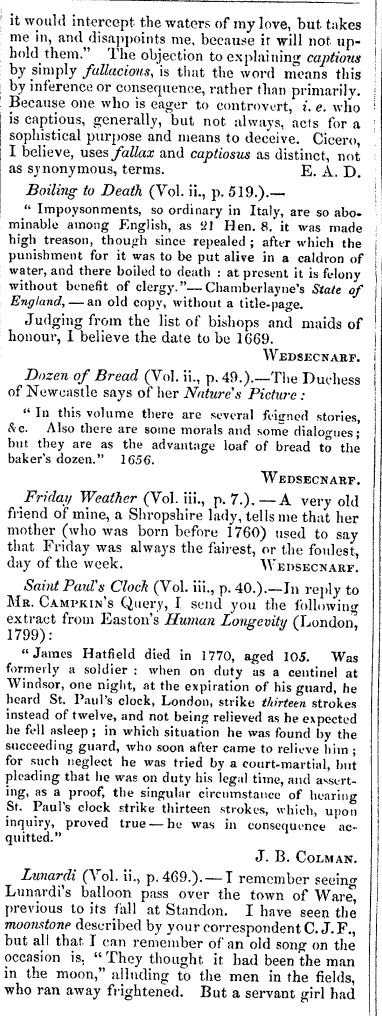 it would intercept the waters of my love, but takes
me in, and disappoints me, because it will not up-
hold them." The objection to explaining captions
by simply fallacious, is that the word means this
by inference or consequence, rather than primarily.
Because one who is eager to controvert, i. e. who
is captious, generally, but not always, acts for a
sophistical purpose and means to deceive. Cicero,
I believe, uses fallax and captiosus as distinct, not
as synonymous, terms. E. A. D.
Boiling to Death (Vol. ii., p. 519.).—
" Impoysonments, so ordinary in Italy, are so abo-
minable among English, as 21 Hen. 8. it was made
high treason, though since repealed ; after which the
punishment for it was to be put alive in a caldron of
water, and there boiled to death : at present it is felony
without benefit of clergy."—Chamberlayne's State of
England, — an old copy, without a title-page.
Judging from the list of bishops and maids of
honour, I believe the date to be 1669.
WEDSECNARF.
Dozen of Bread (Vol. ii., p. 49.).—The Duchess
of Newcastle says of her Nature's Picture :
" In this volume there are several feigned stories,
&c. Also there are some morals and some dialogues ;
but they are as the advantage loaf of bread to the
baker's dozen." 1656.
WEDSECNARF.
Friday Weather (Vol. iii., p. 7.). — A very old
friend of mine, a Shropshire lady, tells me that her
mother (who was born before 1760) used to say
that Friday was always the fairest, or the foulest,
day of the week. WEDSECNARF.
Saint Paul's Clock (Vol. iii., p. 40.).—In reply to
MR. CAMPKIN's Query, I send you the following
extract from Easton's Human Longevity (London,
1799) :
" James Hatfield died in 1770, aged 105. Was
formerly a soldier : when on duty as a centinel at
Windsor, one night, at the expiration of his guard, he
heard St. Paul's clock, London, strike thirteen strokes
instead of twelve, and not being relieved as he expected
he fell asleep ; in which situation he was found by the
succeeding guard, who soon after came to relieve him ;
for such neglect he was tried by a court-martial, but
pleading that he was on duty his legal time, and assert-
ing, as a proof, the singular circumstance of hearing
St. Paul's clock strike thirteen strokes, which, upon
inquiry, proved true — he was in consequence ac-
quitted."
J. B. COLMAN.
Lunardi (Vol. ii., p. 469.).— I remember seeing
Lunardi's balloon pass over the town of Ware,
previous to its fall at Standon. I have seen the
moonstone described by your correspondent C. J. F.,
but all that I can remember of an old song on the
occasion is, " They thought it had been the man
in the moon," alluding to the men in the fields,
who ran away frightened. But a servant girl had